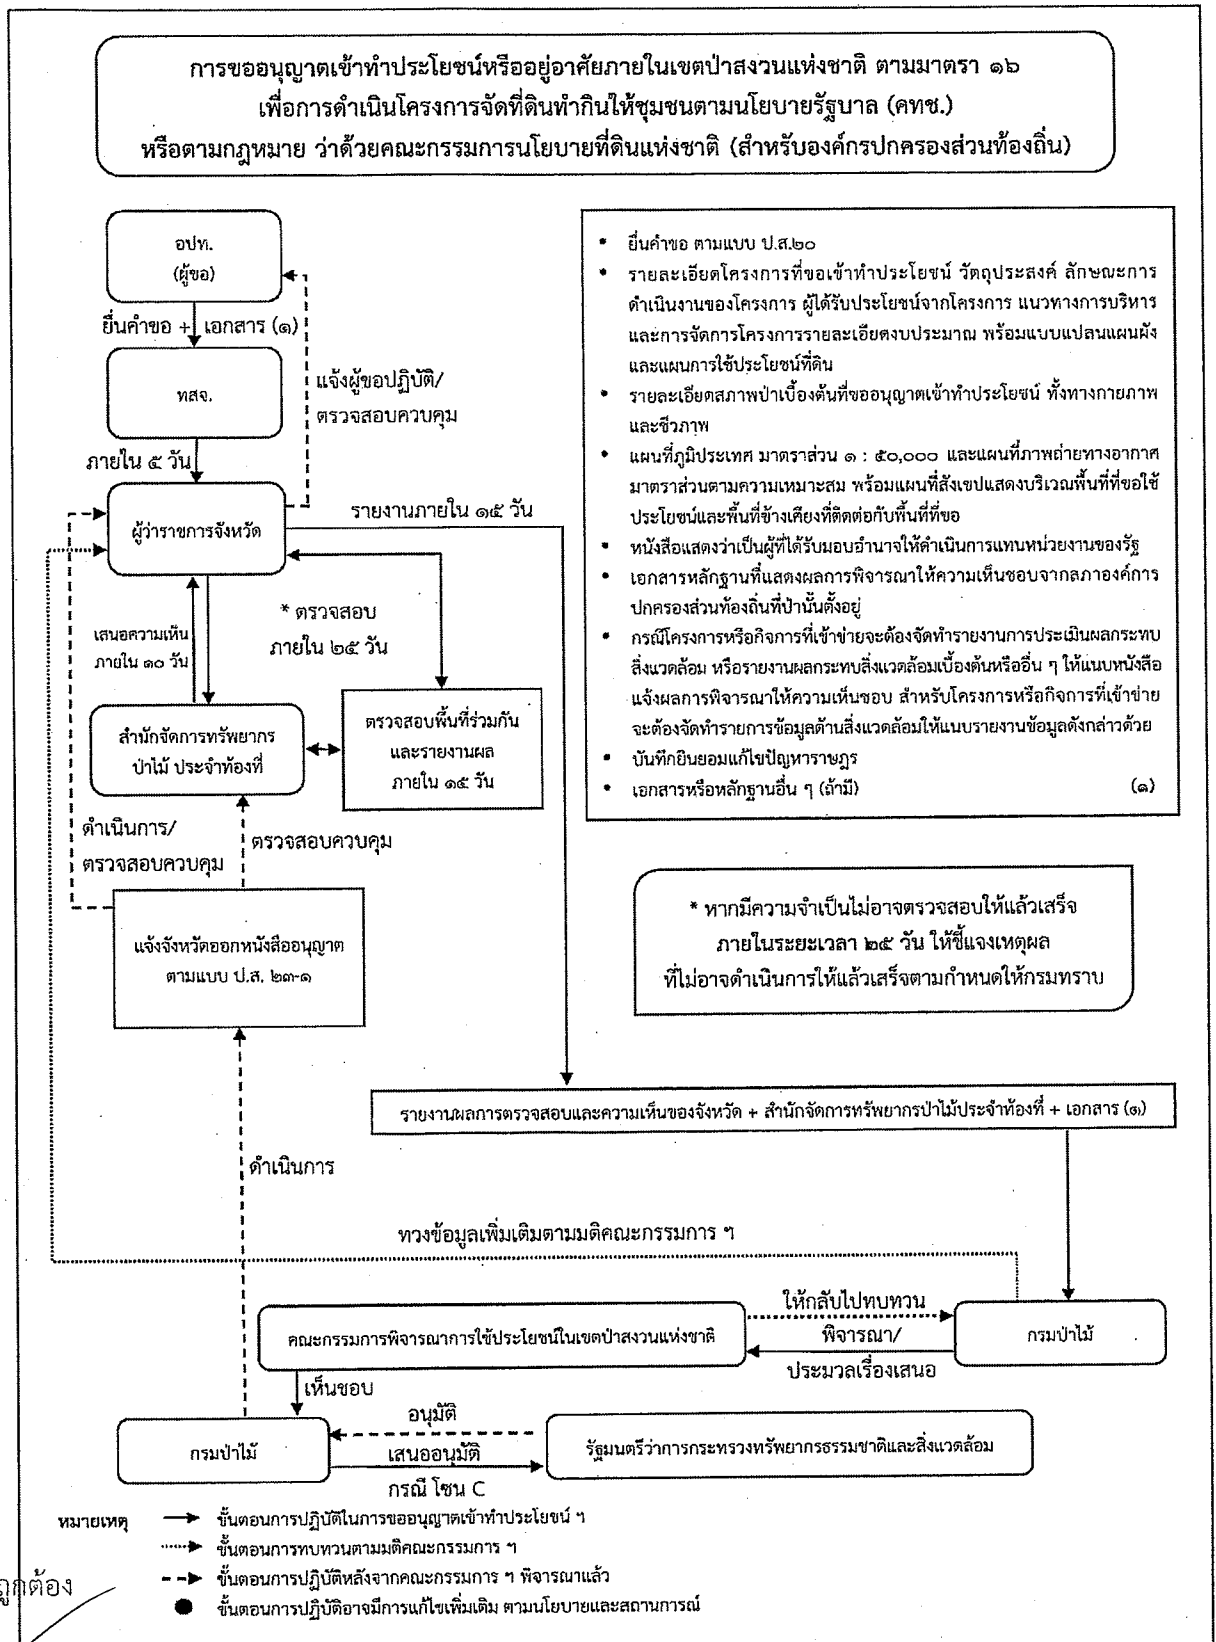 การขออนุญาตเข้าทำประโยชน์หรืออยู่อาศัยภายในเขตป่าสงวนแห่งชาติ ตามมาตรา ๑๖
เพื่อการดำเนินโครงการจัดที่ดินทำกินให้ชุมชนตามนโยบายรัฐบาล (คทช.)
หรือตามกฎหมาย ว่าด้วยคณะกรรมการนโยบายที่ดินแห่งชาติ (สำหรับองค์กรปกครองส่วนท้องถิ่น)
อปท.
(ผู้ขอ)
ยื่นคำขอ + เอกสาร (๑)
ทสจ.
แจ้งผู้ขอปฏิบัติ/
ตรวจสอบควบคุม
ภายใน ๕ วัน
ผู้ว่าราชการจังหวัด
รายงานภายใน ๑๕ วัน
* ตรวจสอบ
ภายใน ๒๕ วัน
เสนอความเห็น
ภายใน ๑๐ วัน
สำนักจัดการทรัพยากร
ป่าไม้ ประจำท้องที่
ตรวจสอบพื้นที่ร่วมกัน
และรายงานผล
ภายใน ๑๕ วัน
ดำเนินการ/
ตรวจสอบควบคุม
ตรวจสอบควบคุม
แจ้งจังหวัดออกหนังสืออนุญาต
ตามแบบ ป.ส. ๒๓-๑
• ยื่นคำขอ ตามแบบ ป.ส.๒๐
• รายละเอียดโครงการที่ขอเข้าทำประโยชน์ วัตถุประสงค์ ลักษณะการ
ดำเนินงานของโครงการ ผู้ได้รับประโยชน์จากโครงการ แนวทางการบริหาร
และการจัดการโครงการรายละเอียดงบประมาณ พร้อมแบบแปลนแผนผัง
และแผนการใช้ประโยชน์ที่ดิน
• รายละเอียดสภาพป่าเบื้องต้นที่ขออนุญาตเข้าทำประโยชน์ ทั้งทางกายภาพ
และชีวภาพ
• แผนที่ภูมิประเทศ มาตราส่วน ๑ : ๕๐,๐๐๐ และแผนที่ภาพถ่ายทางอากาศ
มาตราส่วนตามความเหมาะสม พร้อมแผนที่สังเขปแสดงบริเวณพื้นที่ที่ขอใช้
ประโยชน์และพื้นที่ข้างเคียงที่ติดต่อกับพื้นที่ที่ขอ
• หนังสือแสดงว่าเป็นผู้ที่ได้รับมอบอำนาจให้ดำเนินการแทนหน่วยงานของรัฐ
• เอกสารหลักฐานที่แสดงผลการพิจารณาให้ความเห็นชอบจากสภาองค์การ
ปกครองส่วนท้องถิ่นที่ป่านั้นตั้งอยู่
• กรณีโครงการหรือกิจการที่เข้าข่ายจะต้องจัดทำรายงานการประเมินผลกระทบ
สิ่งแวดล้อม หรือรายงานผลกระทบสิ่งแวดล้อมเบื้องต้นหรืออื่น ๆ ให้แนบหนังสือ
แจ้งผลการพิจารณาให้ความเห็นชอบ สำหรับโครงการหรือกิจการที่เข้าข่าย
จะต้องจัดทำรายการข้อมูลด้านสิ่งแวดล้อมให้แนบรายงานข้อมูลดังกล่าวด้วย
• บันทึกยินยอมแก้ไขปัญหาราษฎร
• เอกสารหรือหลักฐานอื่น ๆ (ถ้ามี) (๑)
* หากมีความจำเป็นไม่อาจตรวจสอบให้แล้วเสร็จ
ภายในระยะเวลา ๒๕ วัน ให้ชี้แจงเหตุผล
ที่ไม่อาจดำเนินการให้แล้วเสร็จตามกำหนดให้กรมทราบ
รายงานผลการตรวจสอบและความเห็นของจังหวัด + สำนักจัดการทรัพยากรป่าไม้ประจำท้องที่ + เอกสาร (๑)
ดำเนินการ
ทวงข้อมูลเพิ่มเติมตามมติคณะกรรมการ ฯ
คณะกรรมการพิจารณาการใช้ประโยชน์ในเขตป่าสงวนแห่งชาติ
ให้กลับไปทบทวน
พิจารณา/
ประมวลเรื่องเสนอ
กรมป่าไม้
เห็นชอบ
กรมป่าไม้
อนุมัติ
เสนออนุมัติ
กรณี โซน C
รัฐมนตรีว่าการกระทรวงทรัพยากรธรรมชาติและสิ่งแวดล้อม
หมายเหตุ ขั้นตอนการปฏิบัติในการขออนุญาตเข้าทำประโยชน์ ฯ
ขั้นตอนการทบทวนตามมติคณะกรรมการ ฯ
ขั้นตอนการปฏิบัติหลังจากคณะกรรมการ ฯ พิจารณาแล้ว
ขั้นตอนการปฏิบัติอาจมีการแก้ไขเพิ่มเติม ตามนโยบายและสถานการณ์
ถูกต้อง